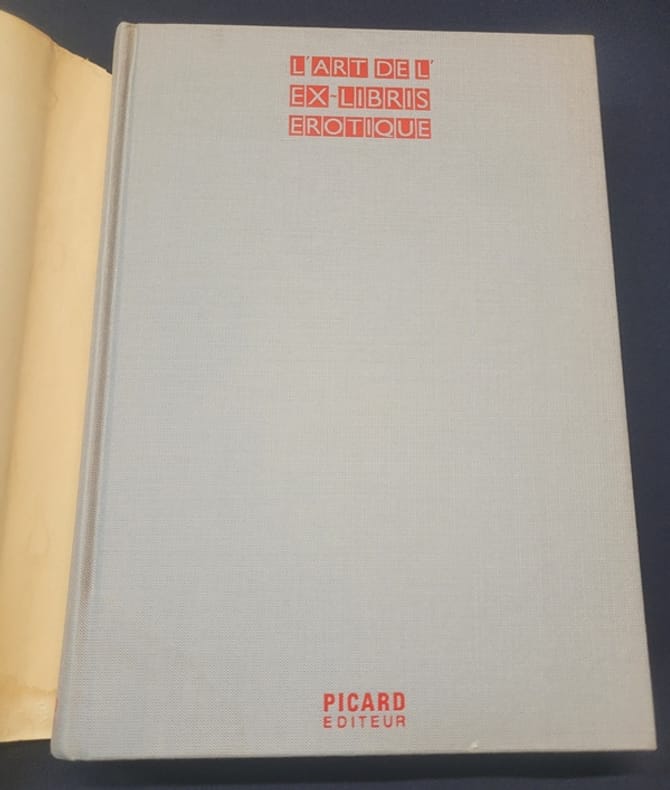 L'ART DE L'
EX-LIBRIS
EROTIQUE
PICARD
EDITEUR